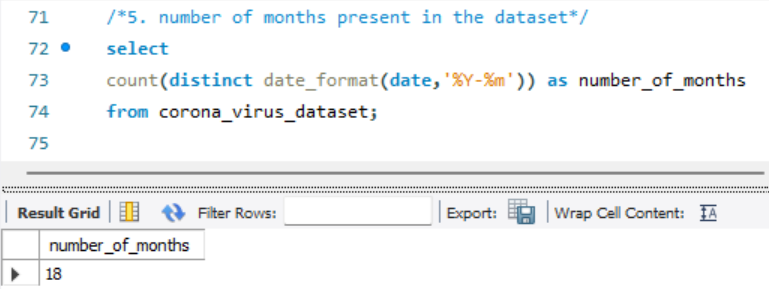 71 /*5. number of months present in the dataset*/
72 select
73 count(distinct date_format(date,'%Y-%m')) as number_of_months
74 from corona_virus_dataset;
75
Result Grid Filter Rows: Export: Wrap Cell Content: IA
number_of_months
18